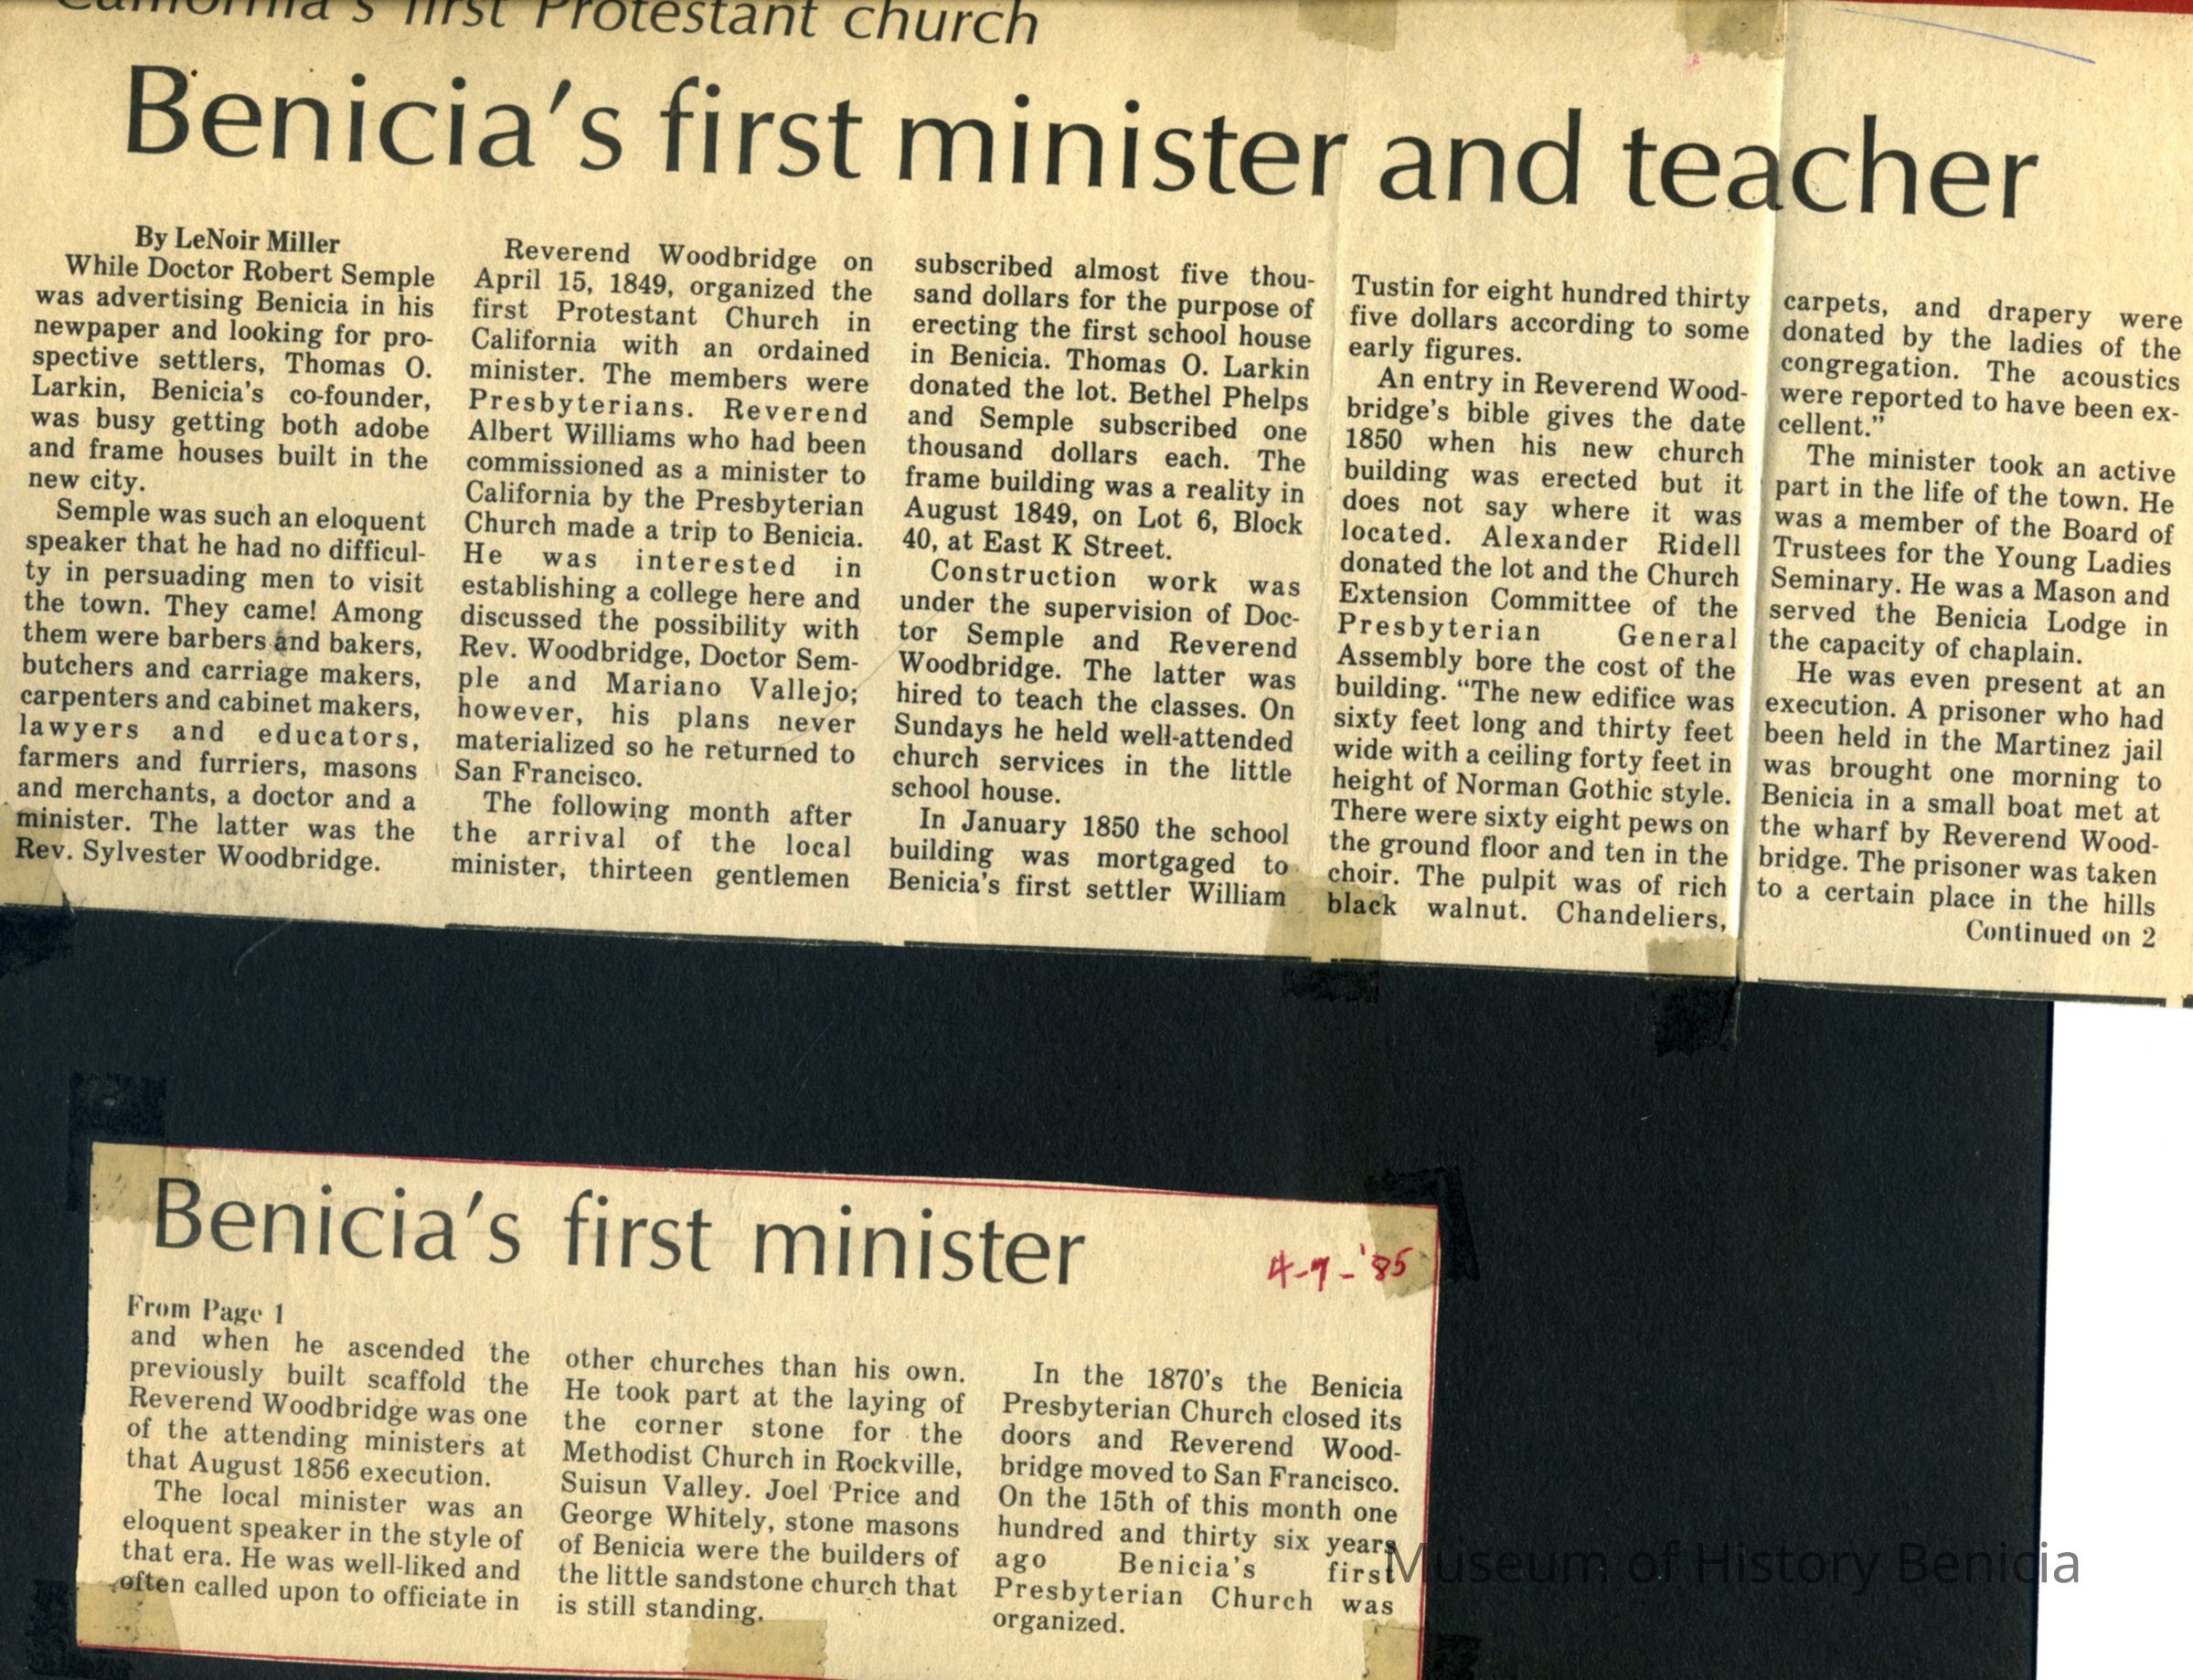 California's first Protestant church
Benicia's first minister and teacher
By LeNoir Miller
While Doctor Robert Semple
was advertising Benicia in his
newpaper and looking for pro-
spective settlers, Thomas O.
Larkin, Benicia's co-founder,
was busy getting both adobe
and frame houses built in the
new city.
Semple was such an eloquent
speaker that he had no difficul-
ty in persuading men to visit
the town. They came! Among
them were barbers and bakers,
butchers and carriage makers,
carpenters and cabinet makers,
lawyers and educators,
farmers and furriers, masons
and merchants, a doctor and a
minister. The latter was the
Rev. Sylvester Woodbridge.
Reverend Woodbridge on
April 15, 1849, organized the
first Protestant Church in
California with an ordained
minister. The members were
Presbyterians. Reverend
Albert Williams who had been
commissioned as a minister to
California by the Presbyterian
Church made a trip to Benicia.
He was interested in
establishing a college here and
discussed the possibility with
Rev. Woodbridge, Doctor Sem-
ple and Mariano Vallejo;
however, his plans never
materialized so he returned to
San Francisco.
The following month after
the arrival of the local
minister, thirteen gentlemen
subscribed almost five thou-
sand dollars for the purpose of
erecting the first school house
in Benicia. Thomas O. Larkin
donated the lot. Bethel Phelps
and Semple subscribed one
thousand dollars each. The
frame building was a reality in
August 1849, on Lot 6, Block
40, at East K Street.
Construction work was
under the supervision of Doc-
tor Semple and Reverend
Woodbridge. The latter was
hired to teach the classes. On
Sundays he held well-attended
church services in the little
school house.
In January 1850 the school
building was mortgaged to
Benicia's first settler William
Tustin for eight hundred thirty
five dollars according to some
early figures.
An entry in Reverend Wood-
bridge's bible gives the date
1850 when his new church
building was erected but it
does not say where it was
located. Alexander Ridell
donated the lot and the Church
Extension Committee of the
Presbyterian General
Assembly bore the cost of the
building. "The new edifice was
sixty feet long and thirty feet
wide with a ceiling forty feet in
height of Norman Gothic style.
There were sixty eight pews on
the ground floor and ten in the
choir. The pulpit was of rich
black walnut. Chandeliers,
carpets, and drapery were
donated by the ladies of the
congregation. The acoustics
were reported to have been ex-
cellent."
The minister took an active
part in the life of the town. He
was a member of the Board of
Trustees for the Young Ladies
Seminary. He was a Mason and
served the Benicia Lodge in
the capacity of chaplain.
He was even present at an
execution. A prisoner who had
been held in the Martinez jail
was brought one morning to
Benicia in a small boat met at
the wharf by Reverend Wood-
bridge. The prisoner was taken
to a certain place in the hills
Continued on 2
Benicia's first minister
4-7-'85
From Page 1
and when he ascended the
previously built scaffold the
Reverend Woodbridge was one
of the attending ministers at
that August 1856 execution.
The local minister was an
eloquent speaker in the style of
that era. He was well-liked and
often called upon to officiate in
other churches than his own.
He took part at the laying of
the corner stone for the
Methodist Church in Rockville,
Suisun Valley. Joel Price and
George Whitely, stone masons
of Benicia were the builders of
the little sandstone church that
is still standing.
In the 1870's the Benicia
Presbyterian Church closed its
doors and Reverend Wood-
bridge moved to San Francisco.
On the 15th of this month one
hundred and thirty six years
ago Benicia's first
Presbyterian Church was
organized.
Museum of History Benicia